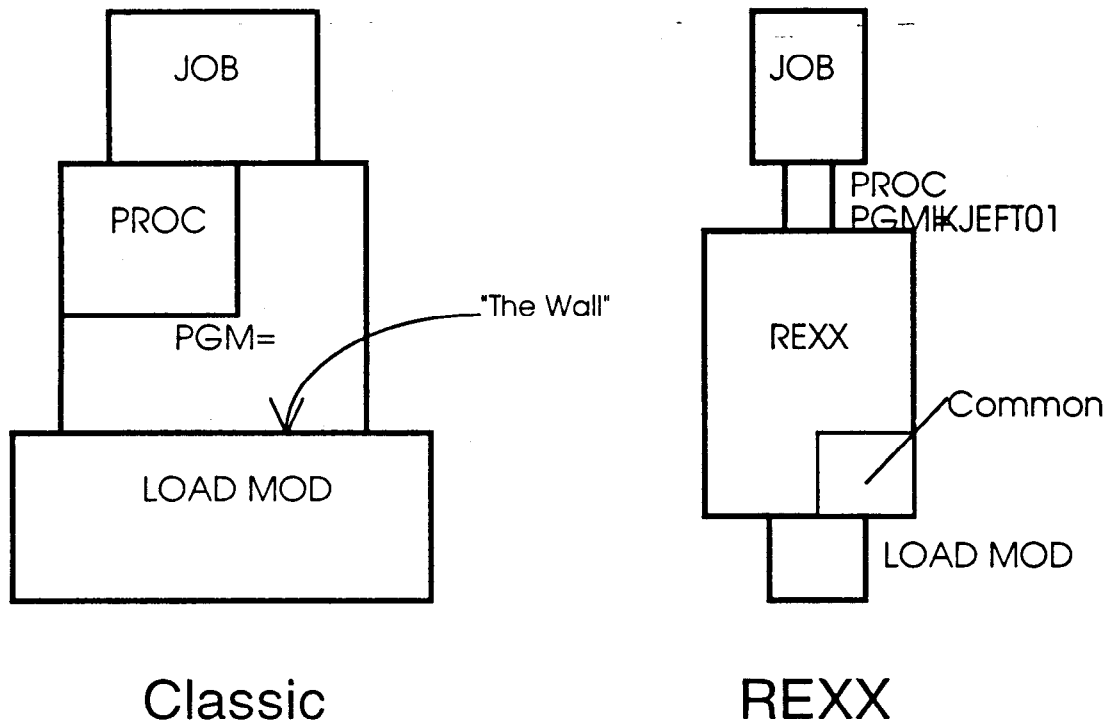 JOB
PROC
PGM=
"The Wall"
LOAD MOD
Classic
JOB
PROC
PGM=IKJEFT01
REXX
Common
LOAD MOD
REXX